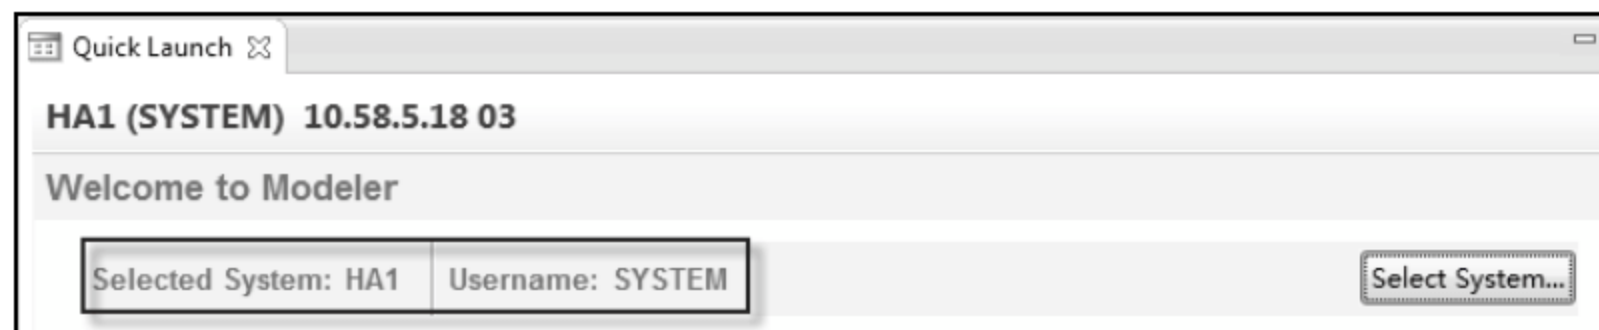 Quick Launch
HA1 (SYSTEM) 10.58.5.18 03
Welcome to Modeler
Selected System: HA1 Username: SYSTEM Select System...